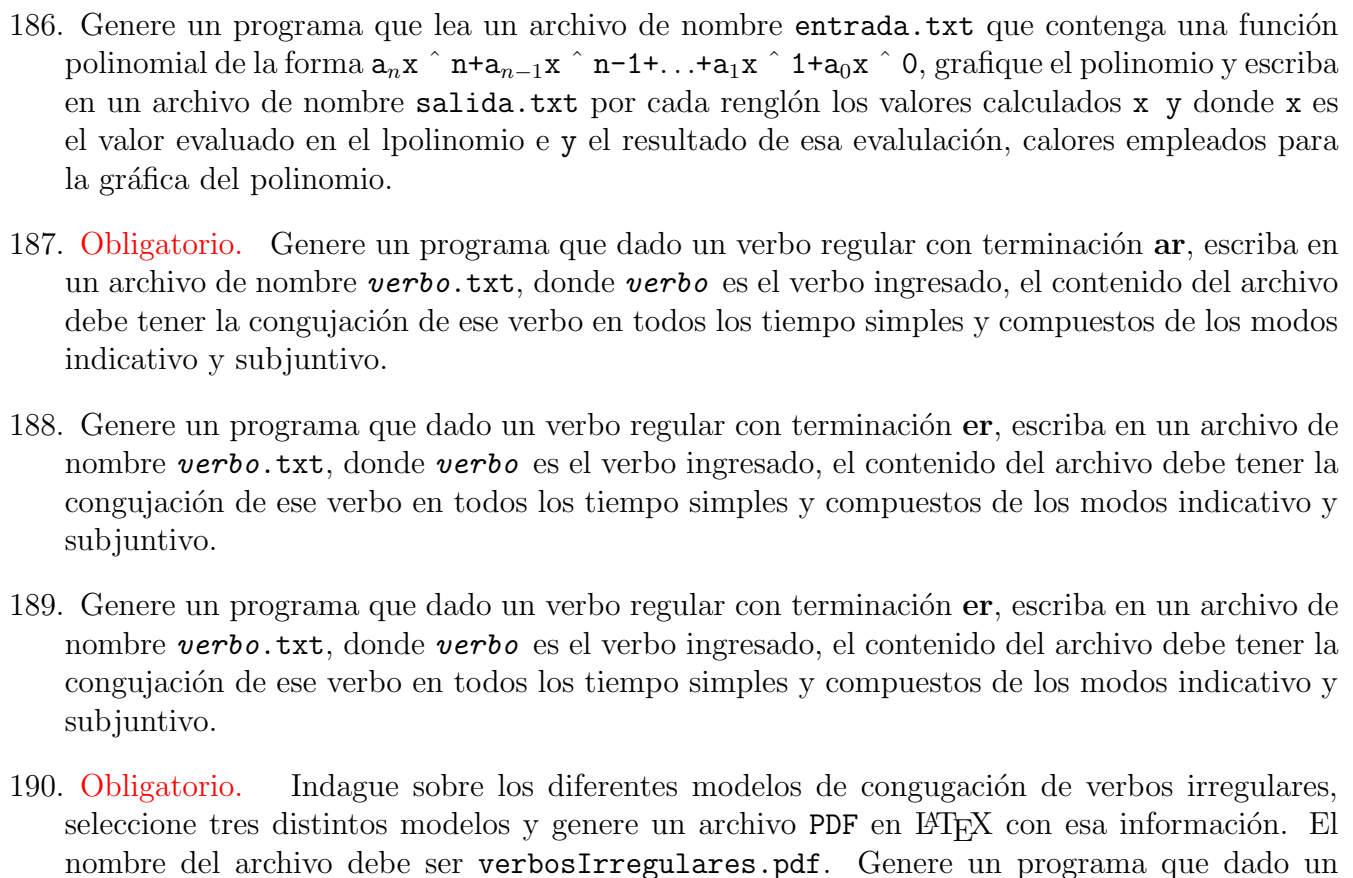 186. Genere un programa que lea un archivo de nombre entrada.txt que contenga una función
polinomial de la forma aₙx ^ n+aₙ₋₁x ^ n-1+...+a₁x ^ 1+a₀x ^ 0, grafique el polinomio y escriba
en un archivo de nombre salida.txt por cada renglón los valores calculados x y donde x es
el valor evaluado en el lpolinomio e y el resultado de esa evalulación, calores empleados para
la gráfica del polinomio.
187. Obligatorio. Genere un programa que dado un verbo regular con terminación ar, escriba en
un archivo de nombre verbo.txt, donde verbo es el verbo ingresado, el contenido del archivo
debe tener la congujación de ese verbo en todos los tiempo simples y compuestos de los modos
indicativo y subjuntivo.
188. Genere un programa que dado un verbo regular con terminación er, escriba en un archivo de
nombre verbo.txt, donde verbo es el verbo ingresado, el contenido del archivo debe tener la
congujación de ese verbo en todos los tiempo simples y compuestos de los modos indicativo y
subjuntivo.
189. Genere un programa que dado un verbo regular con terminación er, escriba en un archivo de
nombre verbo.txt, donde verbo es el verbo ingresado, el contenido del archivo debe tener la
congujación de ese verbo en todos los tiempo simples y compuestos de los modos indicativo y
subjuntivo.
190. Obligatorio. Indague sobre los diferentes modelos de congugación de verbos irregulares,
seleccione tres distintos modelos y genere un archivo PDF en LATEX con esa información. El
nombre del archivo debe ser verbosIrregulares.pdf. Genere un programa que dado un